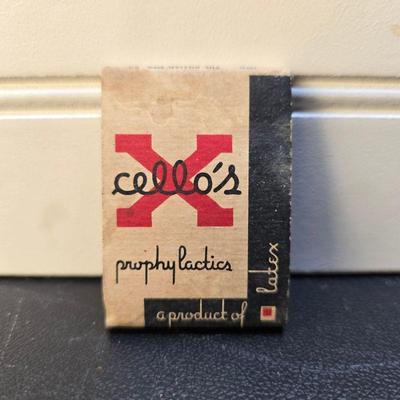 X
cello's
prophylactics
a product of
latex